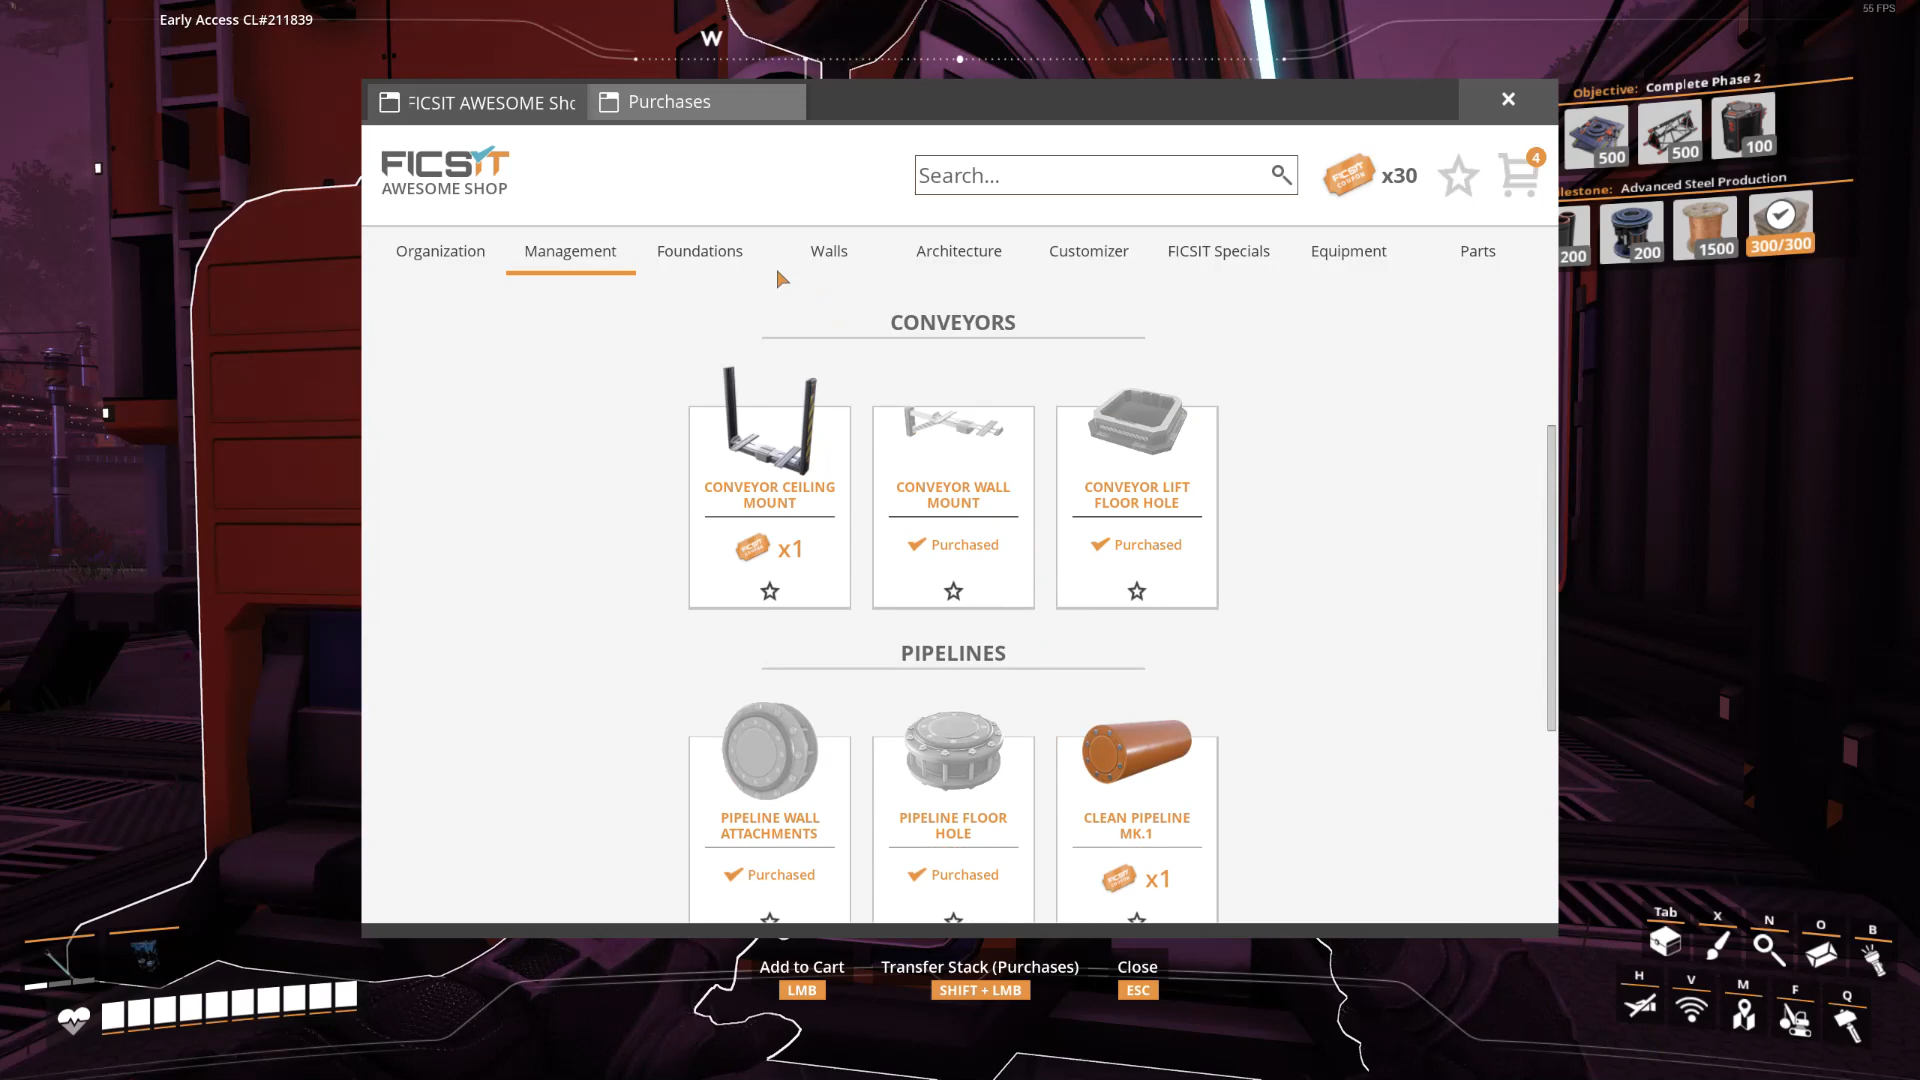 Early Access CL#211839
55 FPS
W
FICSIT AWESOME Sho
Purchases
Objective: Complete Phase 2
500
500
100
lestone: Advanced Steel Production
200
200
1500
300/300
FICSIT
AWESOME SHOP
Search...
FICSIT COUPON
x30
4
Organization
Management
Foundations
Walls
Architecture
Customizer
FICSIT Specials
Equipment
Parts
CONVEYORS
CONVEYOR CEILING
MOUNT
x1
CONVEYOR WALL
MOUNT
Purchased
CONVEYOR LIFT
FLOOR HOLE
Purchased
PIPELINES
PIPELINE WALL
ATTACHMENTS
Purchased
PIPELINE FLOOR
HOLE
Purchased
CLEAN PIPELINE
MK.1
x1
Add to Cart
LMB
Transfer Stack (Purchases)
SHIFT + LMB
Close
ESC
Tab
X
N
O
B
H
V
M
F
Q